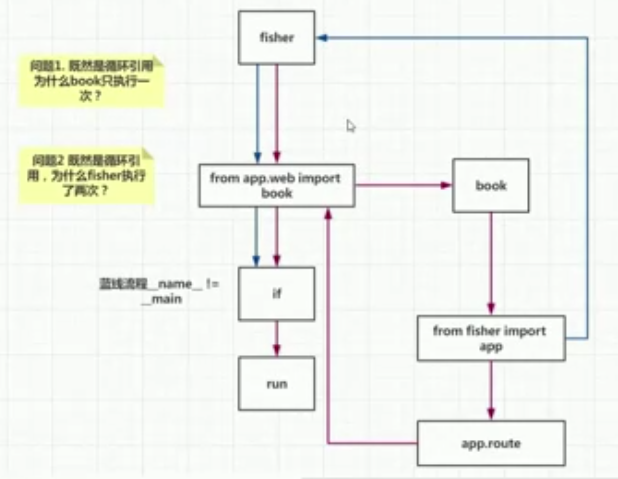 fisher
问题1. 既然是循环引用
为什么book只执行一
次？
问题2 既然是循环引
用，为什么fisher执行
了两次？
from app.web import
book
book
蓝线流程__name__ !=
__main
if
from fisher import
app
run
app.route